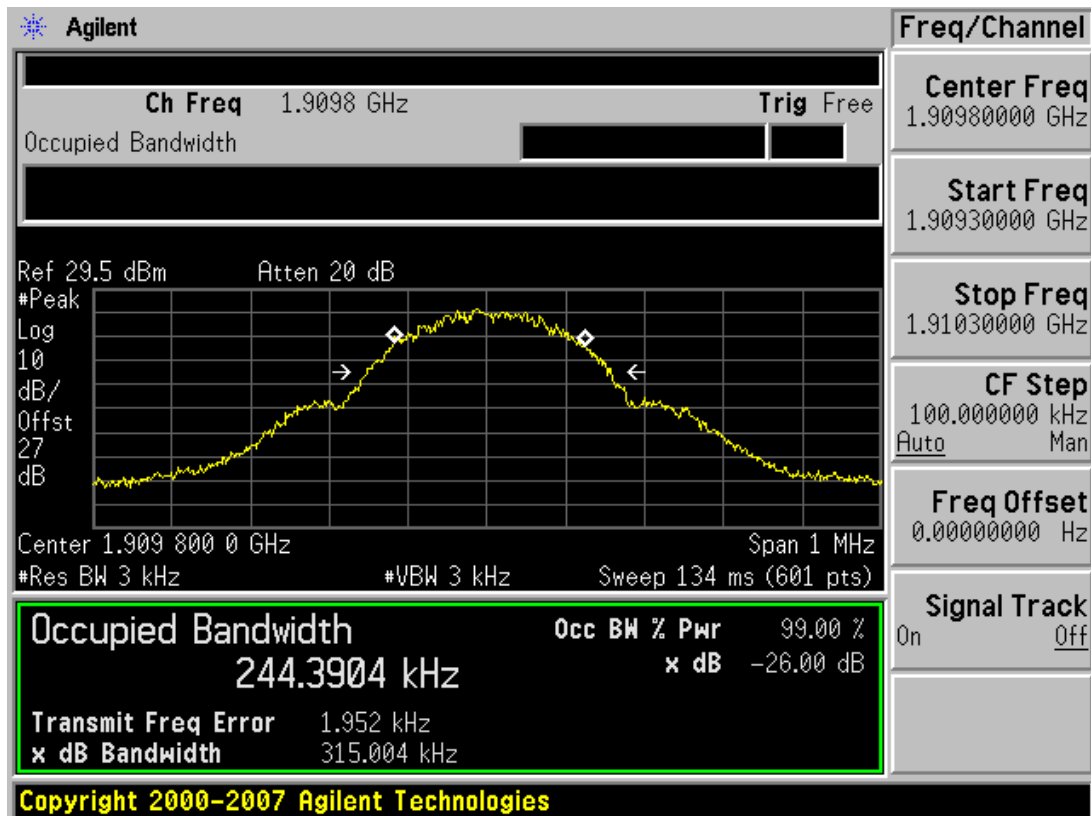 Agilent
Freq/Channel
Ch Freq 1.9098 GHz Trig Free
Occupied Bandwidth
Center Freq
1.90980000 GHz
Start Freq
1.90930000 GHz
Stop Freq
1.91030000 GHz
CF Step
100.000000 kHz
Auto Man
Freq Offset
0.00000000 Hz
Signal Track
On Off
Ref 29.5 dBm Atten 20 dB
#Peak
Log
10
dB/
Offst
27
dB
Center 1.909 800 0 GHz Span 1 MHz
#Res BW 3 kHz #VBW 3 kHz Sweep 134 ms (601 pts)
Occupied Bandwidth Occ BW % Pwr 99.00 %
244.3904 kHz x dB -26.00 dB
Transmit Freq Error 1.952 kHz
x dB Bandwidth 315.004 kHz
Copyright 2000-2007 Agilent Technologies